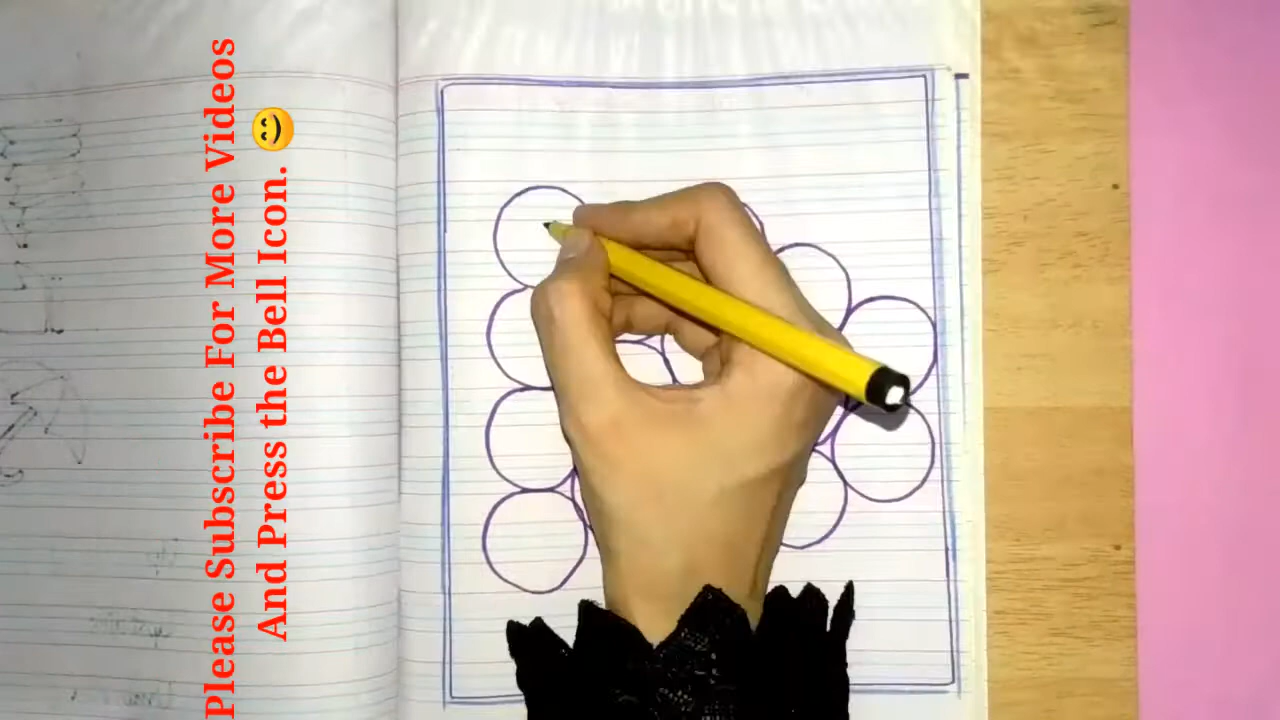 Please Subscribe For More Videos
And Press the Bell Icon. 😊